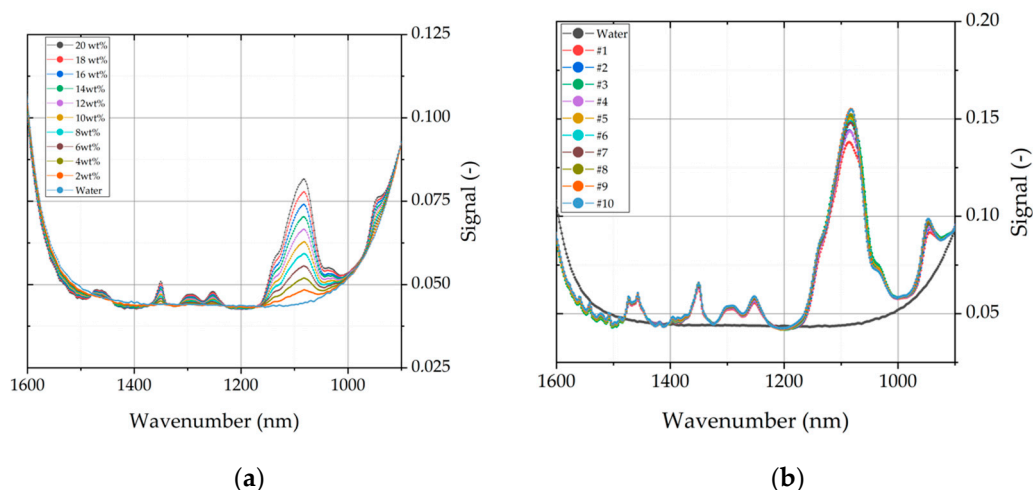 20 wt%
18 wt%
16 wt%
14wt%
12wt%
10wt%
8wt%
6wt%
4wt%
2wt%
Water
0.125
0.100
0.075
0.050
0.025
Signal (-)
1600
1400
1200
1000
Wavenumber (nm)
(a)
Water
#1
#2
#3
#4
#5
#6
#7
#8
#9
#10
0.20
0.15
0.10
0.05
Signal (-)
1600
1400
1200
1000
Wavenumber (nm)
(b)